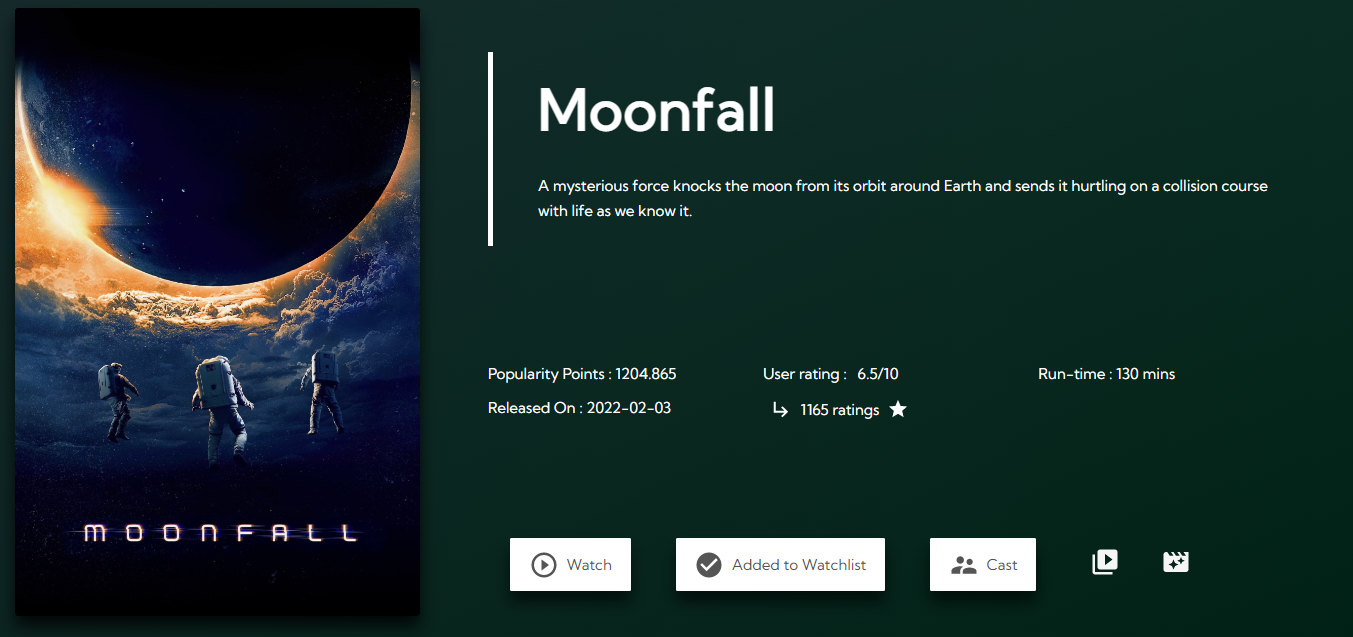 Moonfall
A mysterious force knocks the moon from its orbit around Earth and sends it hurtling on a collision course
with life as we know it.
Popularity Points : 1204.865
User rating : 6.5/10
Run-time : 130 mins
Released On : 2022-02-03
1165 ratings
MOONFALL
Watch
Added to Watchlist
Cast